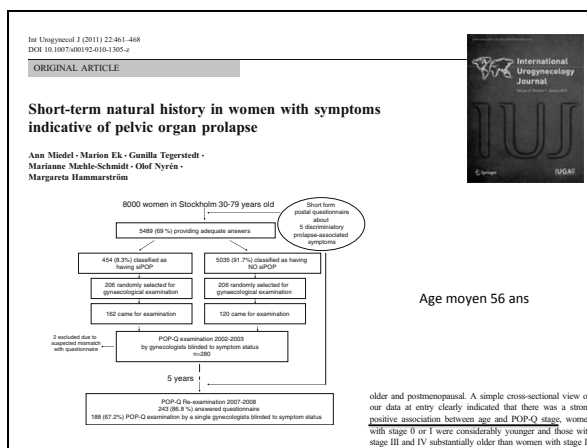 Int Urogynecol J (2011) 22:461–468
DOI 10.1007/s00192-010-1305-z
ORIGINAL ARTICLE
Short-term natural history in women with symptoms
indicative of pelvic organ prolapse
Ann Miedel · Marion Ek · Gunilla Tegerstedt ·
Marianne Mæhle-Schmidt · Olof Nyrén ·
Margareta Hammarström
International
Urogynecology
Journal
IUJ
Springer
IUGA
8000 women in Stockholm 30-79 years old
Short form
postal questionnaire
about
5 discriminatory
prolapse-associated
symptoms
5489 (69 %) providing adequate answers
454 (8.3%) classified as
having siPOP
5035 (91.7%) classified as having
NO siPOP
206 randomly selected for
gynaecological examination
206 randomly selected for
gynaecological examination
162 came for examination
120 came for examination
2 excluded due to
suspected mismatch
with questionnaire
POP-Q examination 2002-2003
by gynecologists blinded to symptom status
n=280
5 years
POP-Q Re-examination 2007-2008
243 (86.8 %) answered questionnaire
188 (67.2%) POP-Q examination by a single gynecologists blinded to symptom status
Age moyen 56 ans
older and postmenopausal. A simple cross-sectional view o
our data at entry clearly indicated that there was a stron
positive association between age and POP-Q stage, wome
with stage 0 or I were considerably younger and those wit
stage III and IV substantially older than women with stage I